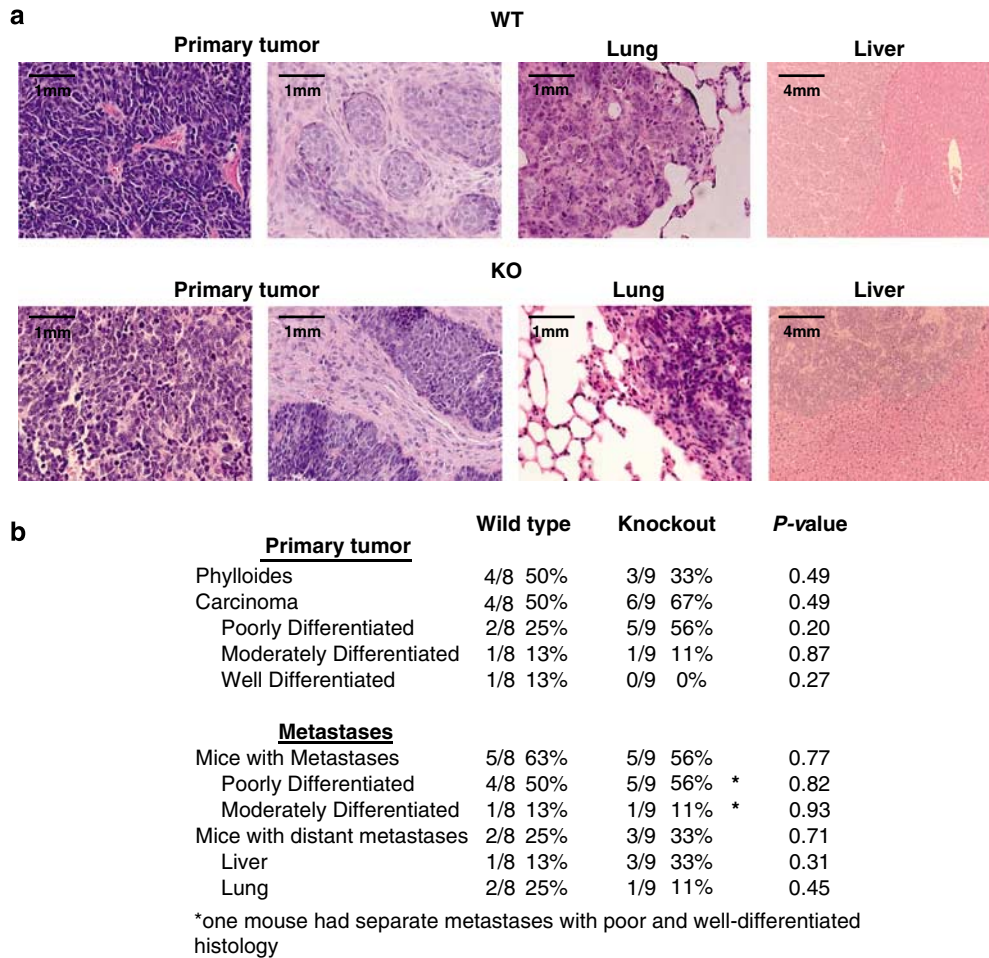 a
WT
Primary tumor Lung Liver
1mm 1mm 1mm 4mm
KO
Primary tumor Lung Liver
1mm 1mm 1mm 4mm
b
Wild type Knockout P-value
Primary tumor
Phylloides 4/8 50% 3/9 33% 0.49
Carcinoma 4/8 50% 6/9 67% 0.49
Poorly Differentiated 2/8 25% 5/9 56% 0.20
Moderately Differentiated 1/8 13% 1/9 11% 0.87
Well Differentiated 1/8 13% 0/9 0% 0.27
Metastases
Mice with Metastases 5/8 63% 5/9 56% 0.77
Poorly Differentiated 4/8 50% 5/9 56% * 0.82
Moderately Differentiated 1/8 13% 1/9 11% * 0.93
Mice with distant metastases 2/8 25% 3/9 33% 0.71
Liver 1/8 13% 3/9 33% 0.31
Lung 2/8 25% 1/9 11% 0.45
*one mouse had separate metastases with poor and well-differentiated
histology